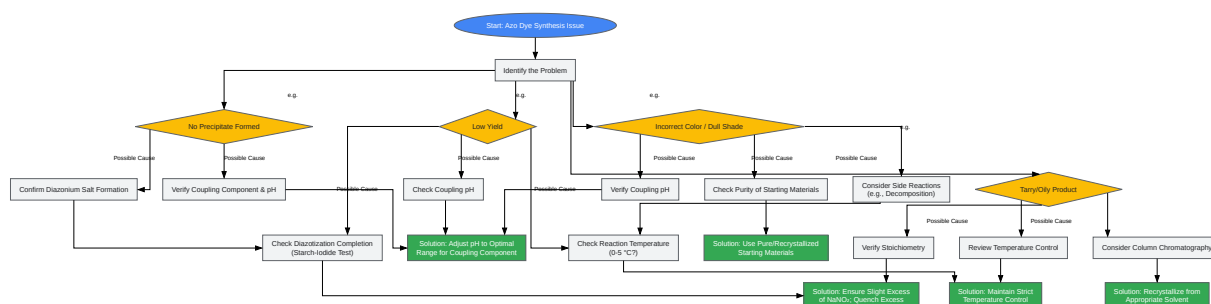 Start: Azo Dye Synthesis Issue
Identify the Problem
e.g.
e.g.
e.g.
No Precipitate Formed
Low Yield
Incorrect Color / Dull Shade
e.g.
Possible Cause
Possible Cause
Possible Cause
Possible Cause
Possible Cause
Possible Cause
Confirm Diazonium Salt Formation
Verify Coupling Component & pH
Possible Cause
Check Coupling pH
Possible Cause
Verify Coupling pH
Check Purity of Starting Materials
Consider Side Reactions
(e.g., Decomposition)
Tarry/Oily Product
Possible Cause
Possible Cause
Check Diazotization Completion
(Starch-Iodide Test)
Solution: Adjust pH to Optimal
Range for Coupling Component
Check Reaction Temperature
(0-5 °C?)
Solution: Use Pure/Recrystallized
Starting Materials
Verify Stoichiometry
Review Temperature Control
Consider Column Chromatography
Solution: Ensure Slight Excess
of NaNO₂; Quench Excess
Solution: Maintain Strict
Temperature Control
Solution: Recrystallize from
Appropriate Solvent